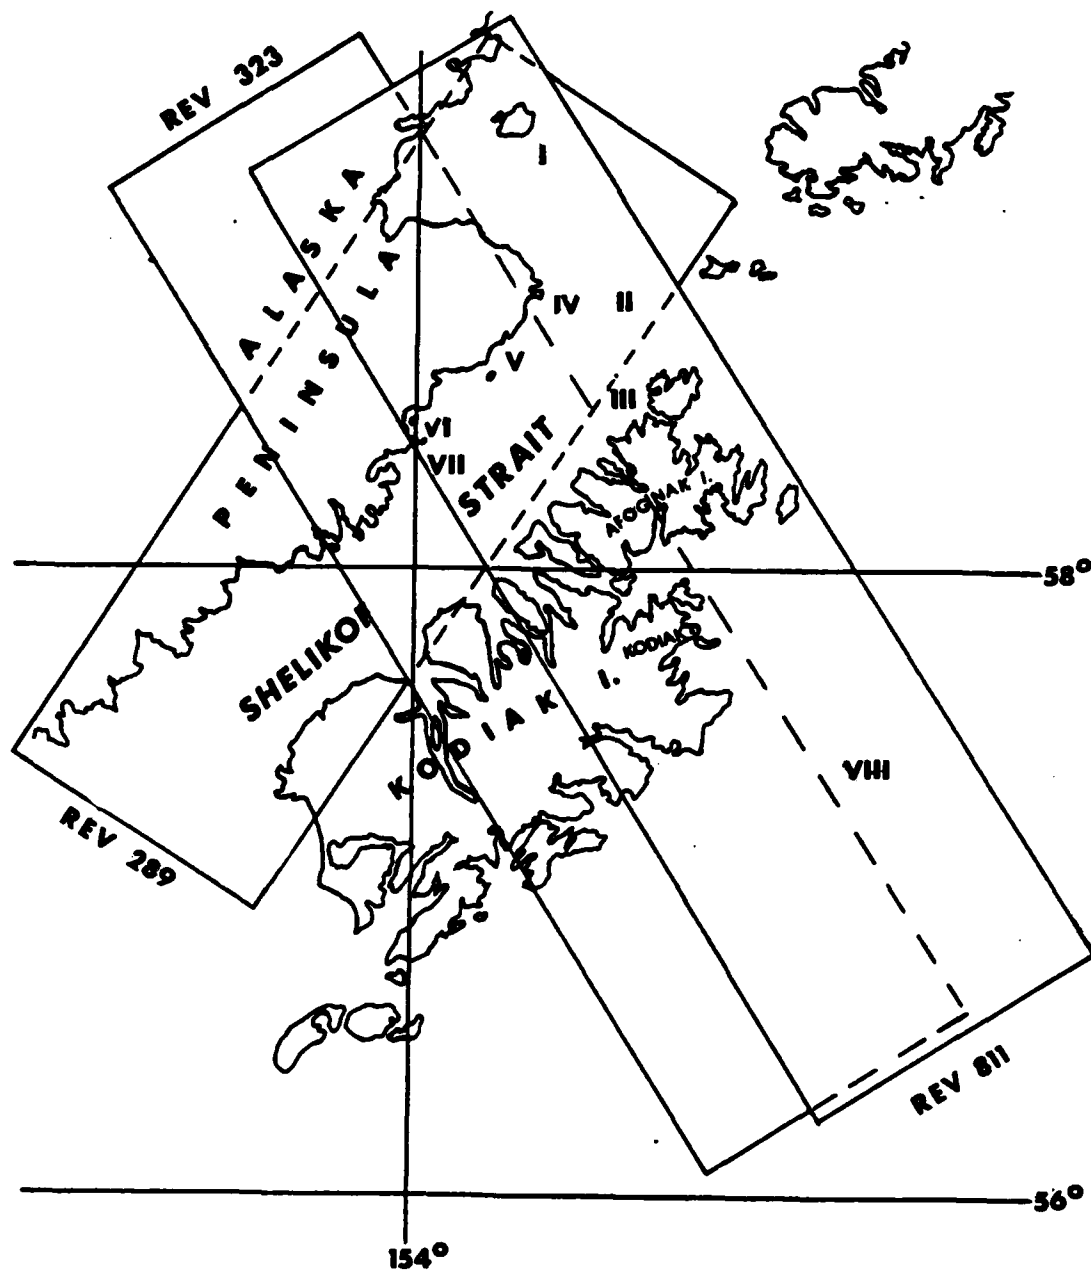 REV 323
ALASKA
PENINSULA
I
IV
II
V
III
VI
VII
STRAIT
AFOGNAK I.
58°
SHELIKOF
KODIAK
KODIAK I.
VIII
REV 289
REV 811
56°
154°